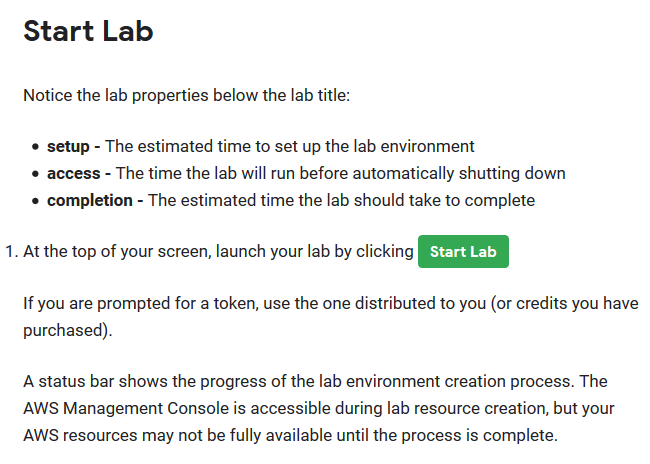 Start Lab
Notice the lab properties below the lab title:
• setup - The estimated time to set up the lab environment
• access - The time the lab will run before automatically shutting down
• completion - The estimated time the lab should take to complete
1. At the top of your screen, launch your lab by clicking Start Lab
If you are prompted for a token, use the one distributed to you (or credits you have
purchased).
A status bar shows the progress of the lab environment creation process. The
AWS Management Console is accessible during lab resource creation, but your
AWS resources may not be fully available until the process is complete.